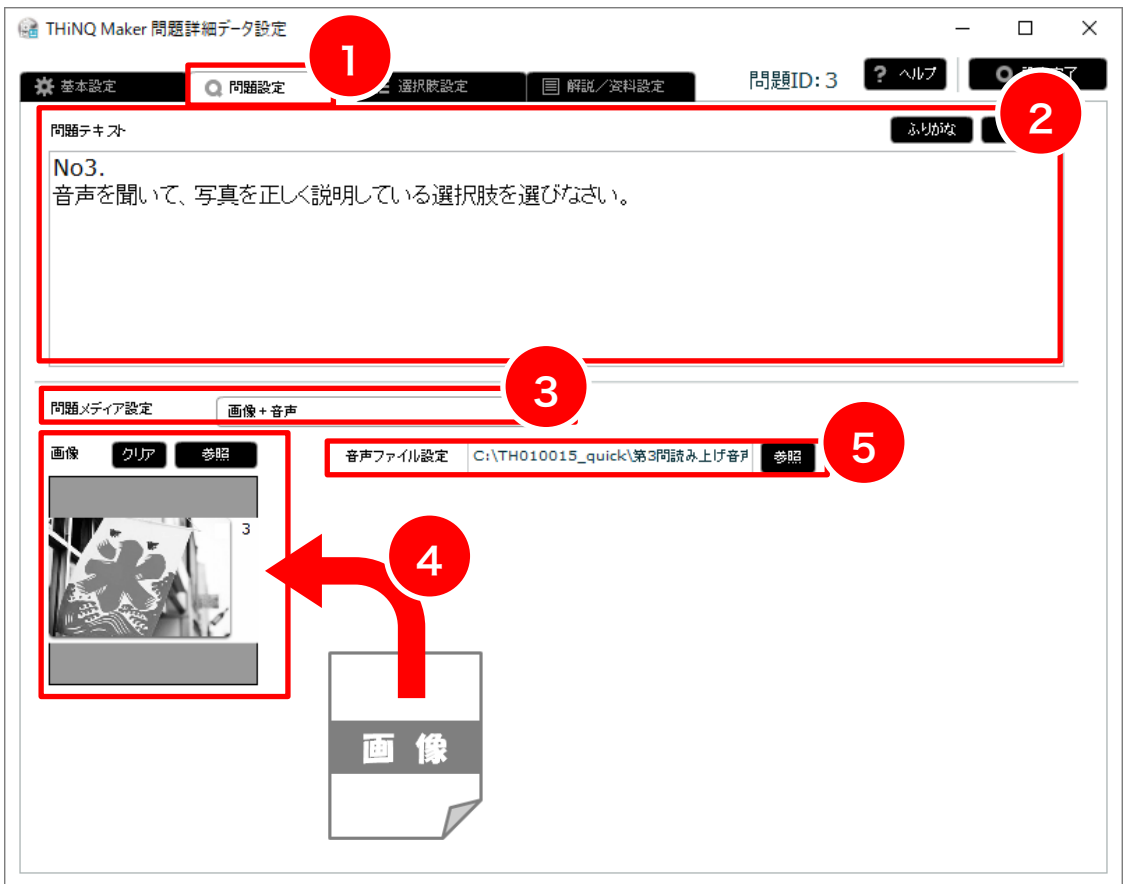 THiNQ Maker 問題詳細データ設定
1
基本設定
問題設定
選択肢設定
解説／資料設定
問題ID: 3
? ヘルプ
2
問題テキスト
ふりがな
No3.
音声を聞いて、写真を正しく説明している選択肢を選びなさい。
3
問題メディア設定
画像+音声
5
画像
クリア
参照
音声ファイル設定
C:\TH010015_quick\第3問読み上げ音声
参照
3
4
画像